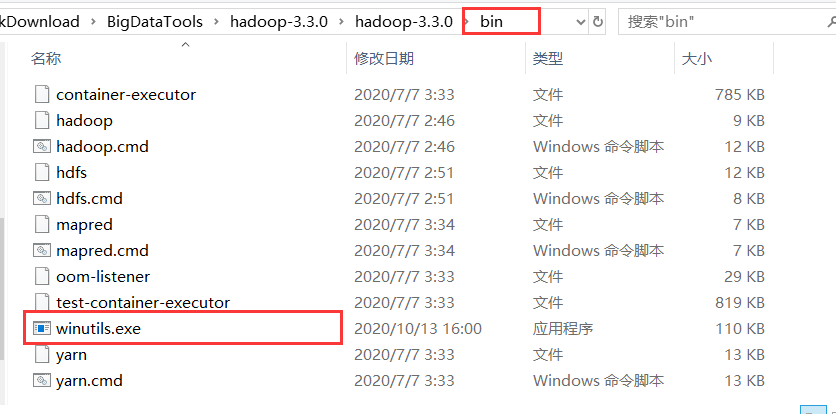 kDownload › BigDataTools › hadoop-3.3.0 › hadoop-3.3.0 › bin 搜索"bin"
名称 修改日期 类型 大小
container-executor 2020/7/7 3:33 文件 785 KB
hadoop 2020/7/7 2:46 文件 9 KB
hadoop.cmd 2020/7/7 2:46 Windows 命令脚本 12 KB
hdfs 2020/7/7 2:51 文件 12 KB
hdfs.cmd 2020/7/7 2:51 Windows 命令脚本 8 KB
mapred 2020/7/7 3:34 文件 7 KB
mapred.cmd 2020/7/7 3:34 Windows 命令脚本 7 KB
oom-listener 2020/7/7 3:33 文件 29 KB
test-container-executor 2020/7/7 3:33 文件 819 KB
winutils.exe 2020/10/13 16:00 应用程序 110 KB
yarn 2020/7/7 3:33 文件 13 KB
yarn.cmd 2020/7/7 3:33 Windows 命令脚本 13 KB